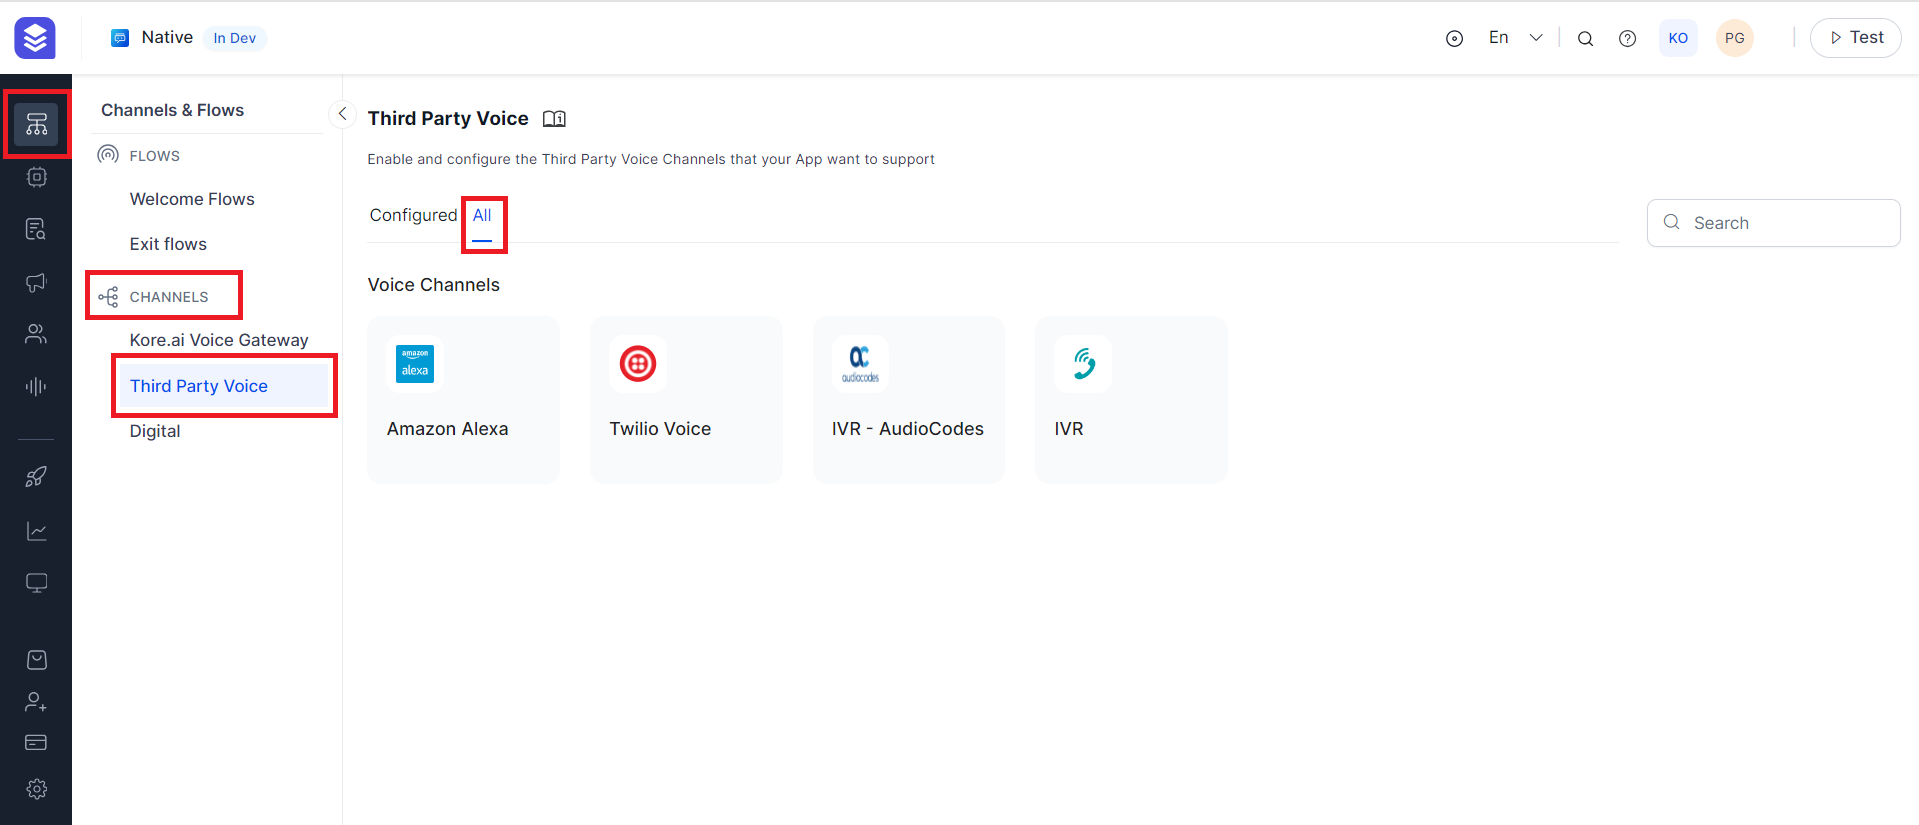 Native In Dev En KO PG Test
Channels & Flows
FLOWS
Welcome Flows
Exit flows
CHANNELS
Kore.ai Voice Gateway
Third Party Voice
Digital
Third Party Voice
Enable and configure the Third Party Voice Channels that your App want to support
Configured All
Search
Voice Channels
amazon
alexa
Amazon Alexa
Twilio Voice
audiocodes
IVR - AudioCodes
IVR